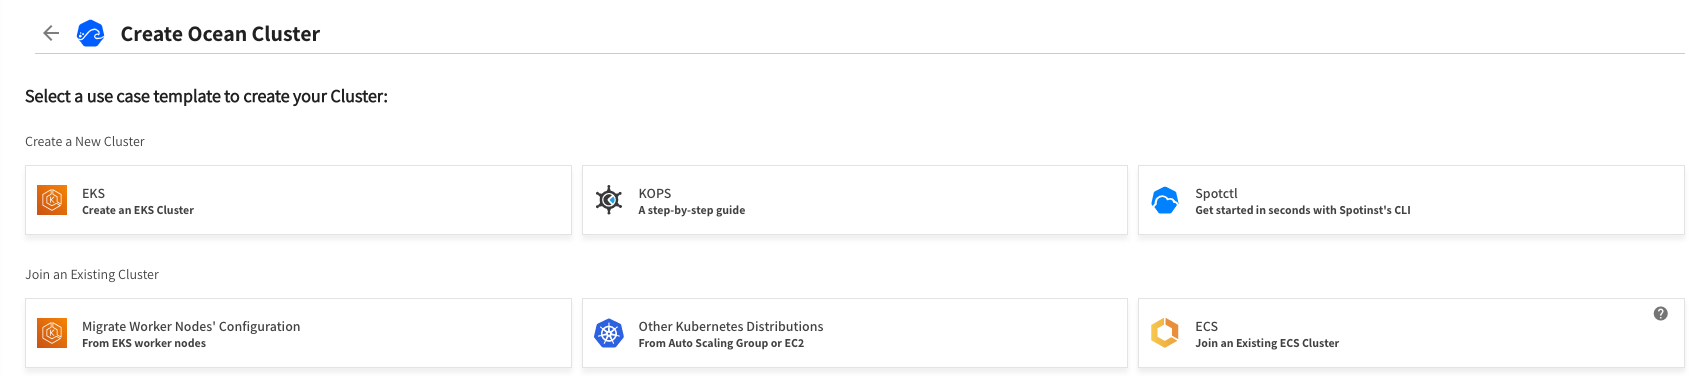 Create Ocean Cluster
Select a use case template to create your Cluster:
Create a New Cluster
EKS
Create an EKS Cluster
KOPS
A step-by-step guide
Spotctl
Get started in seconds with Spotinst's CLI
Join an Existing Cluster
Migrate Worker Nodes' Configuration
From EKS worker nodes
Other Kubernetes Distributions
From Auto Scaling Group or EC2
ECS
Join an Existing ECS Cluster
?